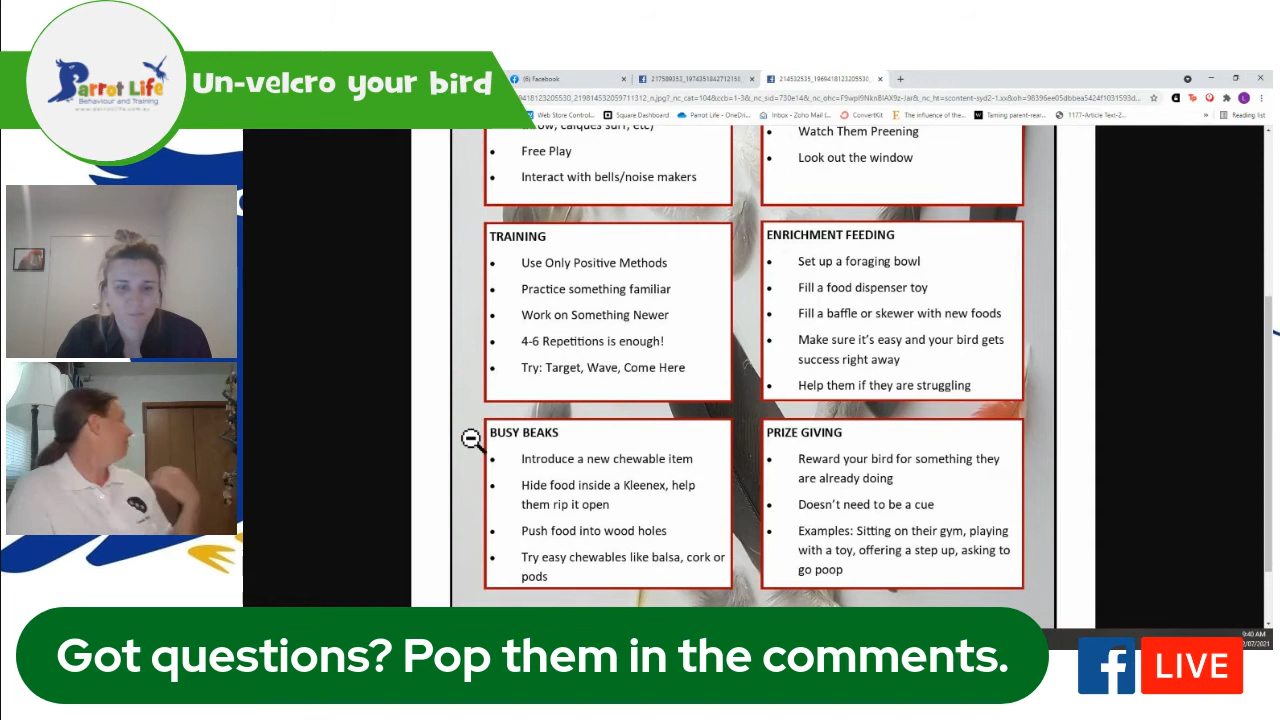 Parrot Life
Behaviour and Training
www.parrotlife.com.au
Un-velcro your bird
(6) Facebook
Web Store Control...
Square Dashboard
Parrot Life - OneDri...
Inbox - Zoho Mail (...
ConvertKit
The influence of the...
Taming parent-rear...
1177-Article Text-2...
Reading list
Free Play
Interact with bells/noise makers
Watch Them Preening
Look out the window
TRAINING
Use Only Positive Methods
Practice something familiar
Work on Something Newer
4-6 Repetitions is enough!
Try: Target, Wave, Come Here
ENRICHMENT FEEDING
Set up a foraging bowl
Fill a food dispenser toy
Fill a baffle or skewer with new foods
Make sure it's easy and your bird gets
success right away
Help them if they are struggling
BUSY BEAKS
Introduce a new chewable item
Hide food inside a Kleenex, help
them rip it open
Push food into wood holes
Try easy chewables like balsa, cork or
pods
PRIZE GIVING
Reward your bird for something they
are already doing
Doesn't need to be a cue
Examples: Sitting on their gym, playing
with a toy, offering a step up, asking to
go poop
9:40 AM
Got questions? Pop them in the comments.
f LIVE